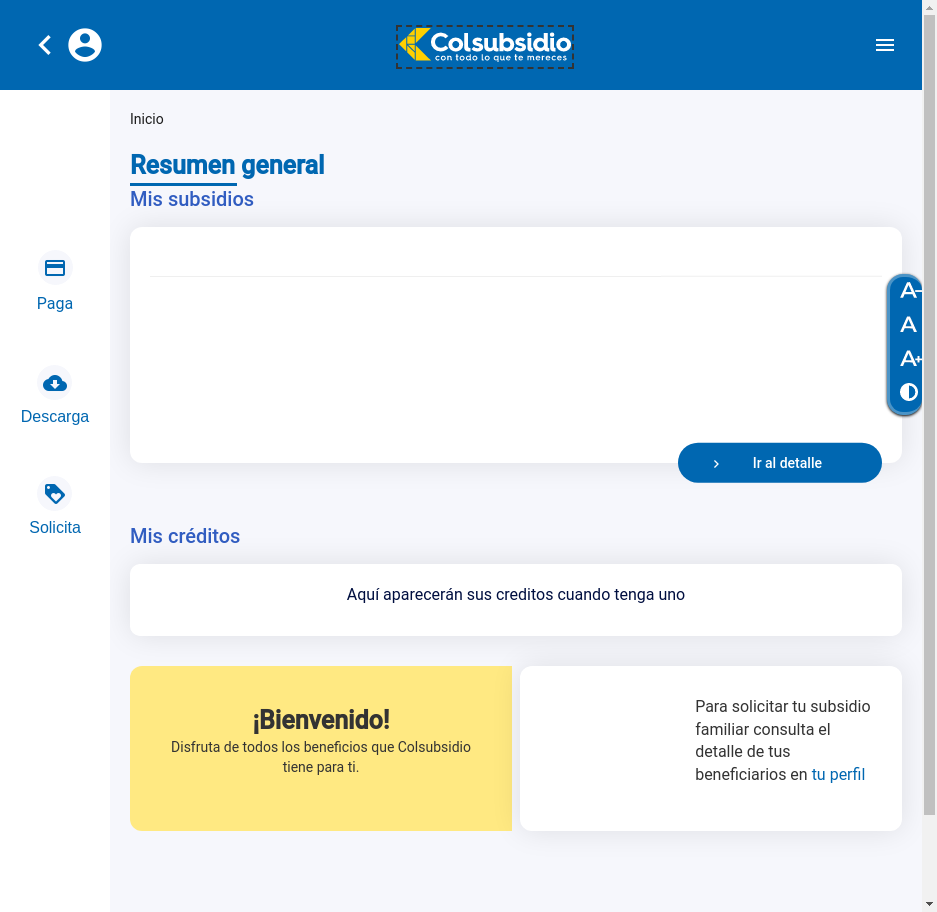 Colsubsidio
con todo lo que te mereces
Inicio
Resumen general
Mis subsidios
Paga
A-
A
A+
Descarga
Ir al detalle
Solicita
Mis créditos
Aquí aparecerán sus creditos cuando tenga uno
¡Bienvenido!
Disfruta de todos los beneficios que Colsubsidio
tiene para ti.
Para solicitar tu subsidio
familiar consulta el
detalle de tus
beneficiarios en tu perfil